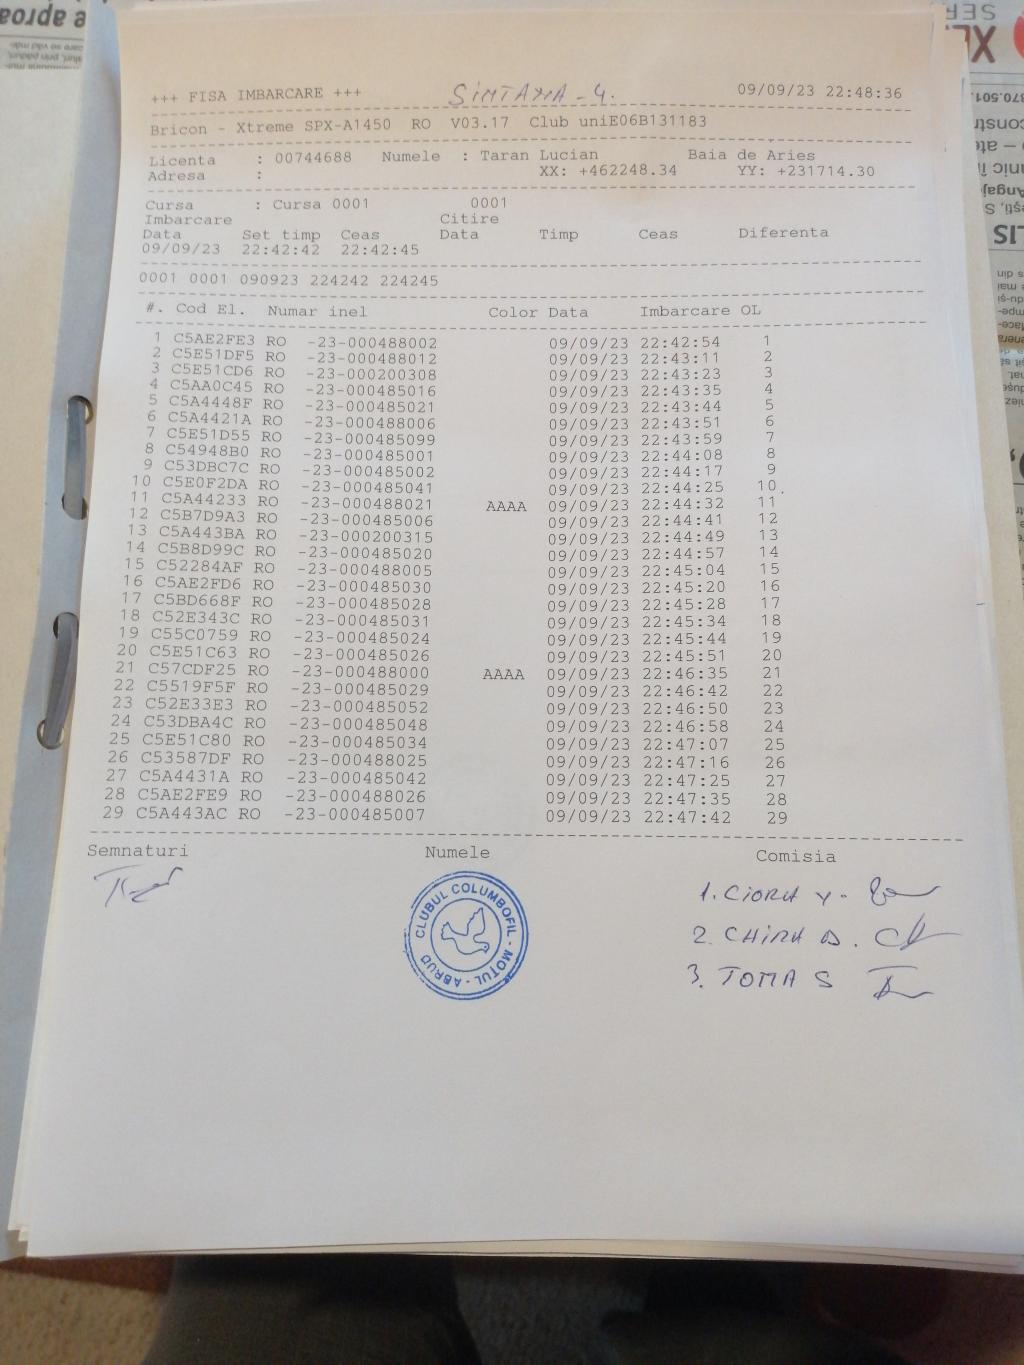 +++ FISA IMBARCARE +++ SIMTANA-4. 09/09/23 22:48:36
Bricon - Xtreme SPX-A1450 RO V03.17 Club uniE06B131183
Licenta : 00744688 Numele : Taran Lucian Baia de Aries
Adresa : XX: +462248.34 YY: +231714.30
Cursa : Cursa 0001 0001
Imbarcare Citire
Data Set timp Ceas Data Timp Ceas Diferenta
09/09/23 22:42:42 22:42:45
0001 0001 090923 224242 224245
#. Cod El. Numar inel Color Data Imbarcare OL
1 C5AE2FE3 RO -23-000488002 09/09/23 22:42:54 1
2 C5E51DF5 RO -23-000488012 09/09/23 22:43:11 2
3 C5E51CD6 RO -23-000200308 09/09/23 22:43:23 3
4 C5AA0C45 RO -23-000485016 09/09/23 22:43:35 4
5 C5A4448F RO -23-000485021 09/09/23 22:43:44 5
6 C5A4421A RO -23-000488006 09/09/23 22:43:51 6
7 C5E51D55 RO -23-000485099 09/09/23 22:43:59 7
8 C54948B0 RO -23-000485001 09/09/23 22:44:08 8
9 C53DBC7C RO -23-000485002 09/09/23 22:44:17 9
10 C5E0F2DA RO -23-000485041 09/09/23 22:44:25 10
11 C5A44233 RO -23-000488021 AAAA 09/09/23 22:44:32 11
12 C5B7D9A3 RO -23-000485006 09/09/23 22:44:41 12
13 C5A443BA RO -23-000200315 09/09/23 22:44:49 13
14 C5B8D99C RO -23-000485020 09/09/23 22:44:57 14
15 C52284AF RO -23-000488005 09/09/23 22:45:04 15
16 C5AE2FD6 RO -23-000485030 09/09/23 22:45:20 16
17 C5BD668F RO -23-000485028 09/09/23 22:45:28 17
18 C52E343C RO -23-000485031 09/09/23 22:45:34 18
19 C55C0759 RO -23-000485024 09/09/23 22:45:44 19
20 C5E51C63 RO -23-000485026 09/09/23 22:45:51 20
21 C57CDF25 RO -23-000488000 AAAA 09/09/23 22:46:35 21
22 C5519F5F RO -23-000485029 09/09/23 22:46:42 22
23 C52E33E3 RO -23-000485052 09/09/23 22:46:50 23
24 C53DBA4C RO -23-000485048 09/09/23 22:46:58 24
25 C5E51C80 RO -23-000485034 09/09/23 22:47:07 25
26 C53587DF RO -23-000488025 09/09/23 22:47:16 26
27 C5A4431A RO -23-000485042 09/09/23 22:47:25 27
28 C5AE2FE9 RO -23-000488026 09/09/23 22:47:35 28
29 C5A443AC RO -23-000485007 09/09/23 22:47:42 29
Semnaturi Numele Comisia
CLUBUL COLUMBOFIL - MOȚUL - ABRUD
1. CIORA V.
2. CHIRA D.
3. TOMA S